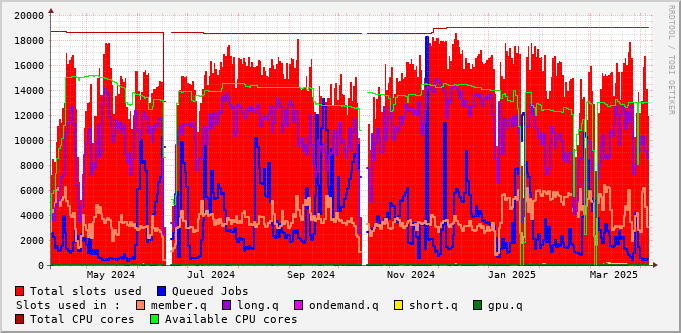 20000
18000
16000
14000
12000
10000
8000
6000
4000
2000
0
May 2024 Jul 2024 Sep 2024 Nov 2024 Jan 2025 Mar 2025
RRDTOOL / TOBI OETIKER
Total slots used Queued Jobs
Slots used in : member.q long.q ondemand.q short.q gpu.q
Total CPU cores Available CPU cores